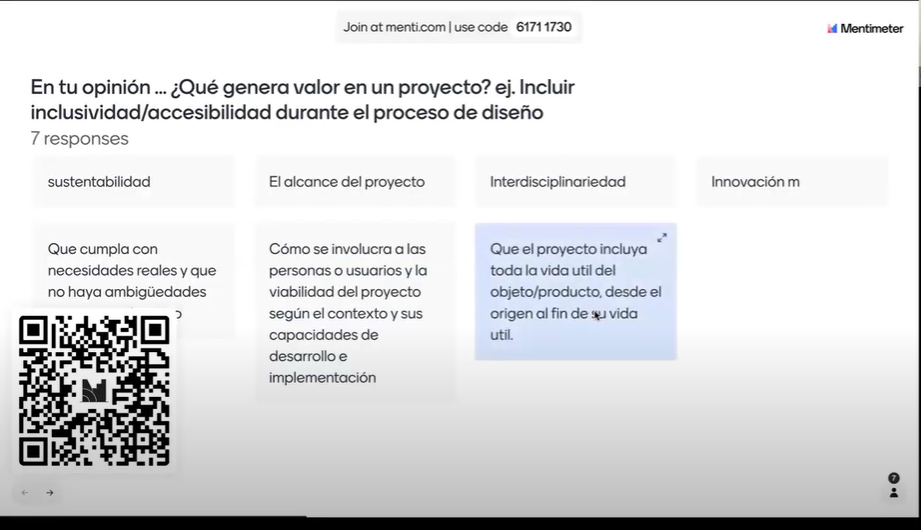 Join at menti.com | use code 6171 1730
Mentimeter
En tu opinión ... ¿Qué genera valor en un proyecto? ej. Incluir
inclusividad/accesibilidad durante el proceso de diseño
7 responses
sustentabilidad
El alcance del proyecto
Interdisciplinariedad
Innovación m
Que cumpla con
necesidades reales y que
no haya ambigüedades
o
Cómo se involucra a las
personas o usuarios y la
viabilidad del proyecto
según el contexto y sus
capacidades de
desarrollo e
implementación
Que el proyecto incluya
toda la vida util del
objeto/producto, desde el
origen al fin de su vida
util.
7